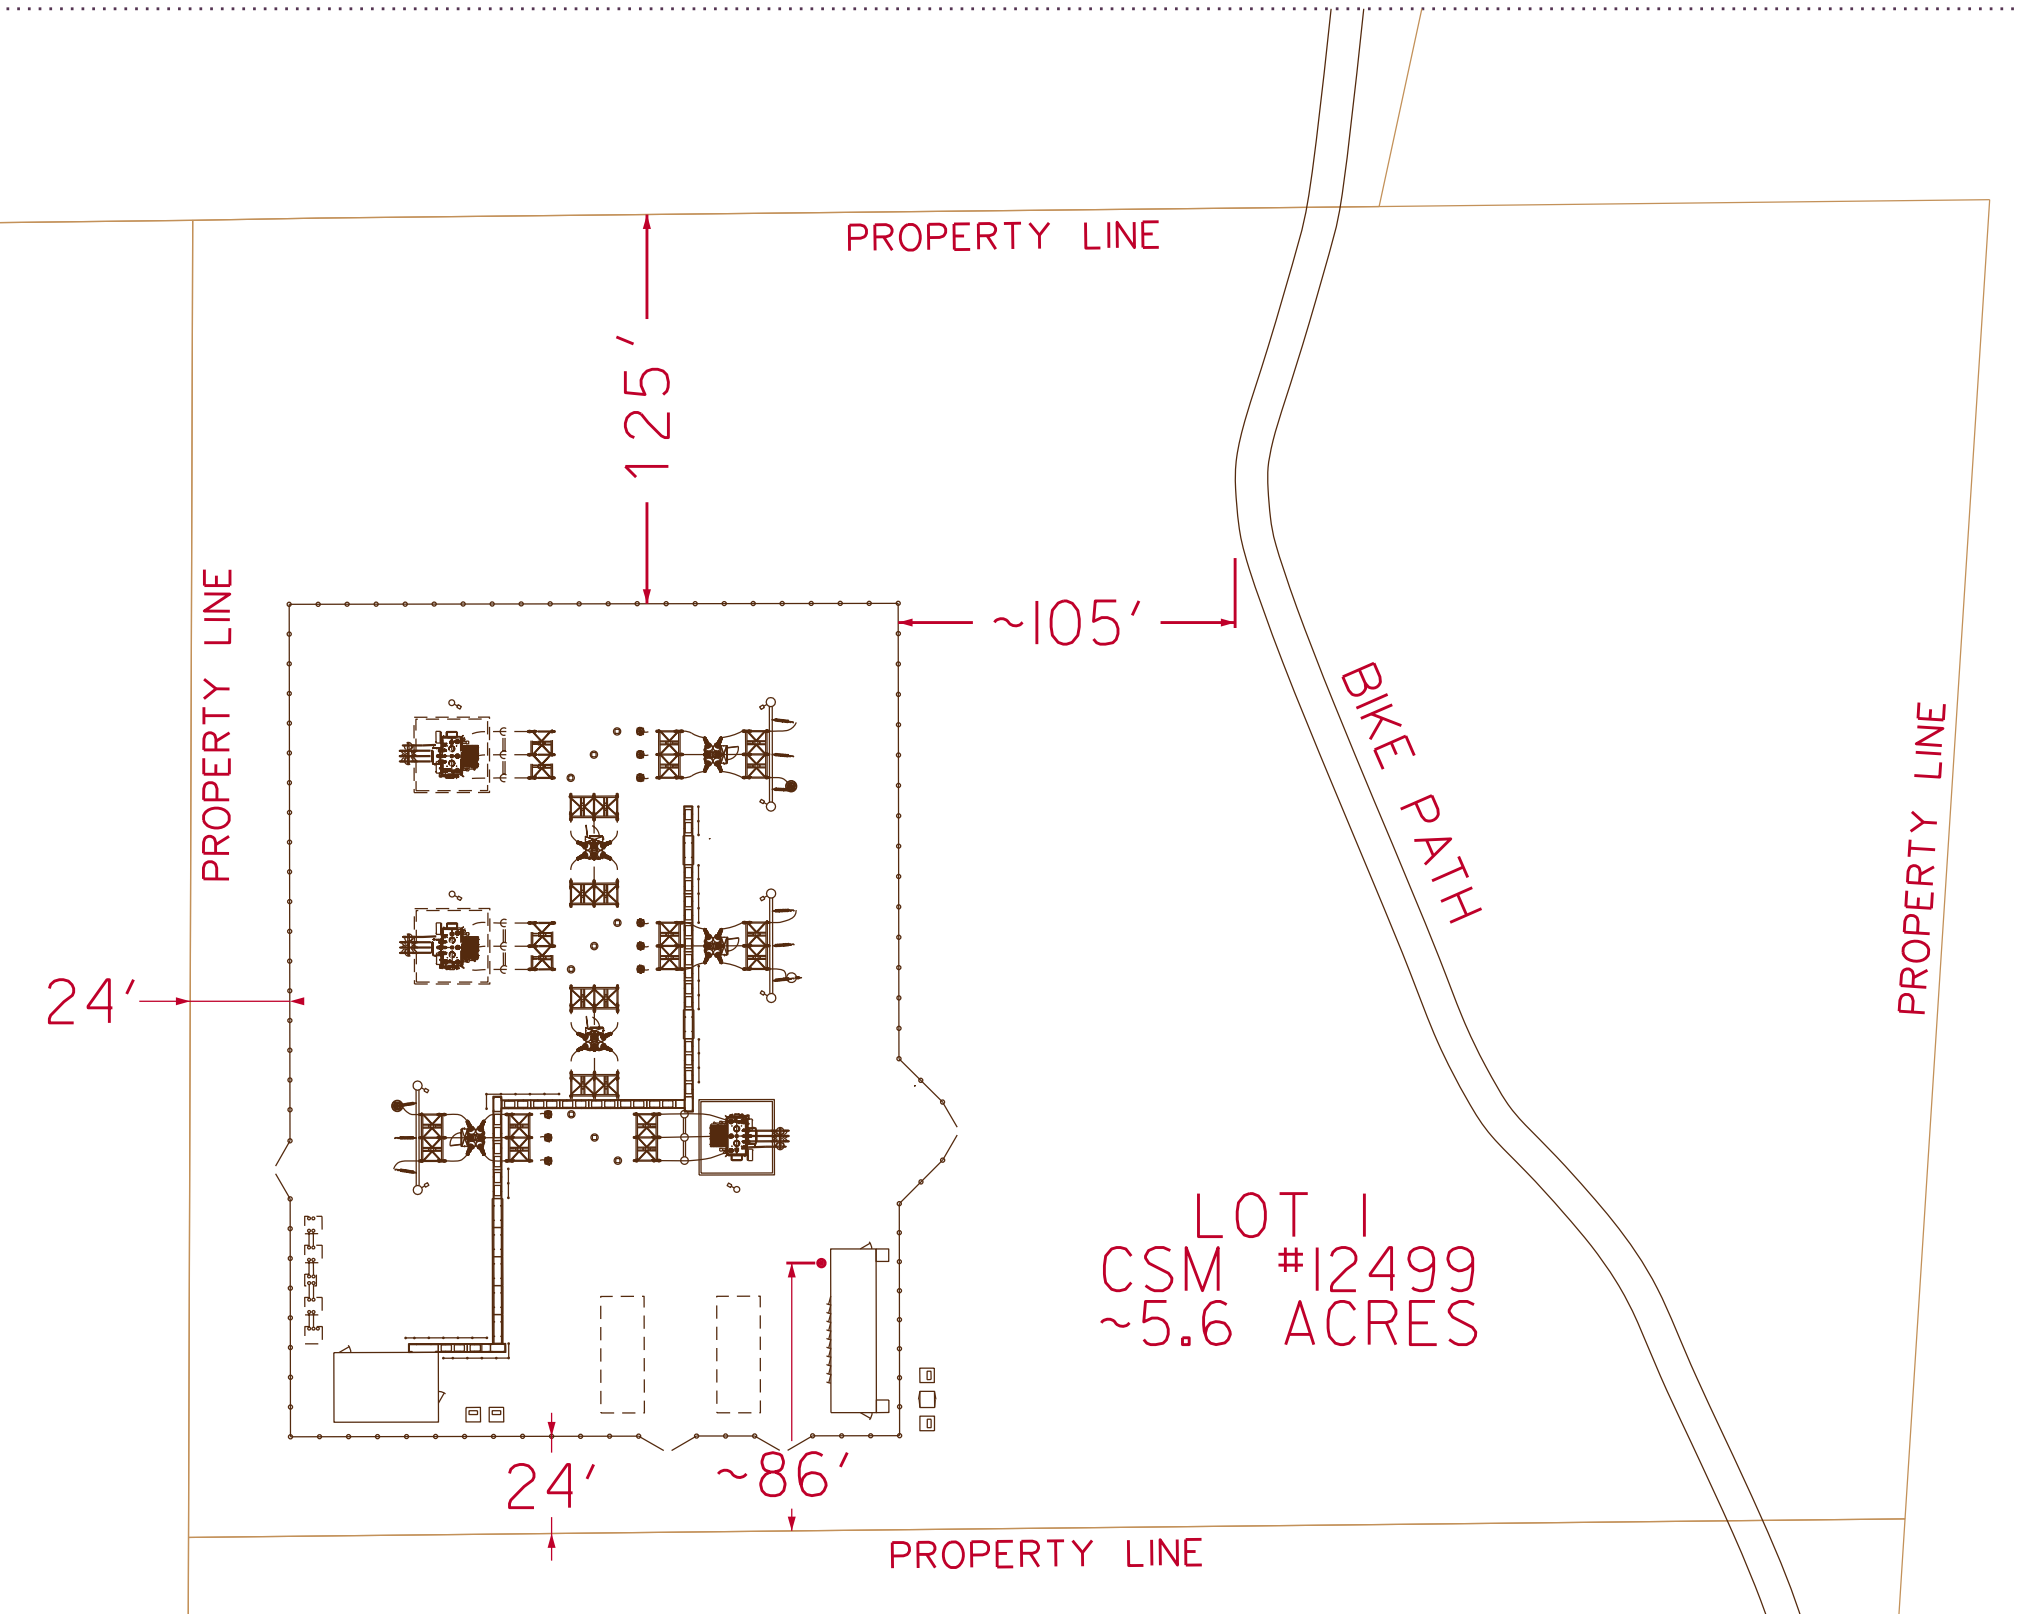 PROPERTY LINE
125'
~105'
PROPERTY LINE
BIKE PATH
PROPERTY LINE
24'
LOT 1
CSM #12499
~5.6 ACRES
24'
~86'
PROPERTY LINE